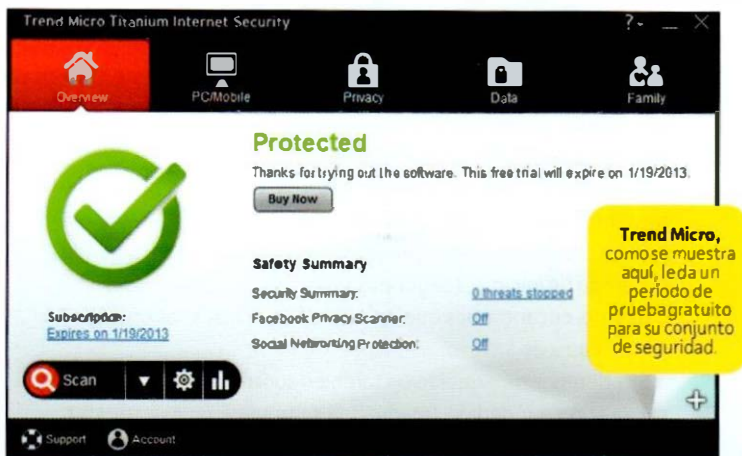 Trend Micro Titanium Internet Security
?
Overview
PC/Mobile
Privacy
Data
Family
Protected
Thanks for trying out the software. This free trial will expire on 1/19/2013.
Buy Now
Safety Summary
Security Summary:
0 threats stopped
Facebook Privacy Scanner:
Off
Social Networking Protection:
Off
Subscription:
Expires on 1/19/2013
Scan
Support
Account
Trend Micro,
como se muestra
aquí, le da un
periodo de
prueba gratuito
para su conjunto
de seguridad.